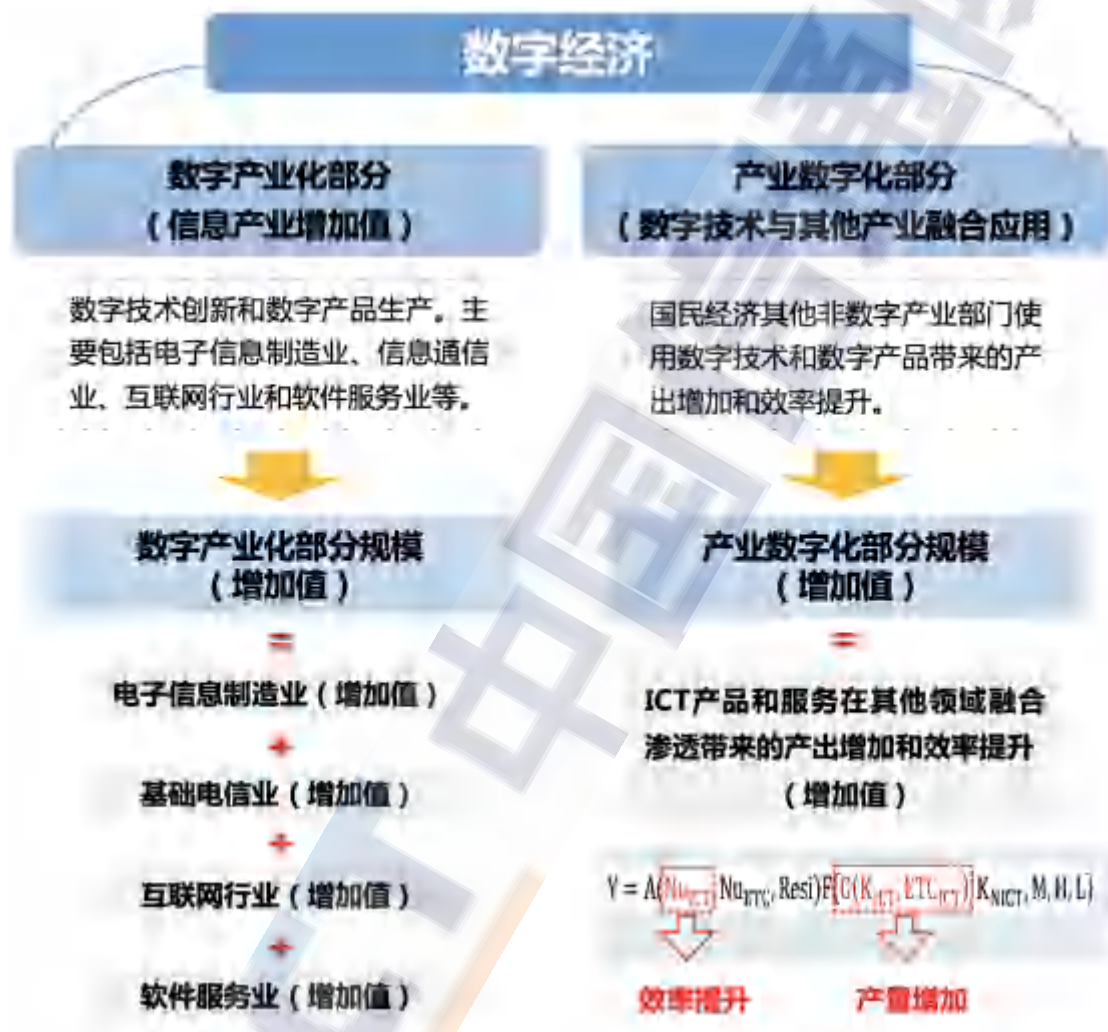 数字经济
数字产业化部分
（信息产业增加值）
数字技术创新和数字产品生产。主
要包括电子信息制造业、信息通信
业、互联网行业和软件服务业等。
数字产业化部分规模
（增加值）
=
电子信息制造业（增加值）
+
基础电信业（增加值）
+
互联网行业（增加值）
+
软件服务业（增加值）
产业数字化部分
（数字技术与其他产业融合应用）
国民经济其他非数字产业部门使
用数字技术和数字产品带来的产
出增加和效率提升。
产业数字化部分规模
（增加值）
=
ICT产品和服务在其他领域融合
渗透带来的产出增加和效率提升
（增加值）
Y = A(Nu_ICT, Nu_ETC, Resi)F[C(K_ICT, ETC_ICT), K_NICT, M, H, L)
效率提升
产量增加
中国